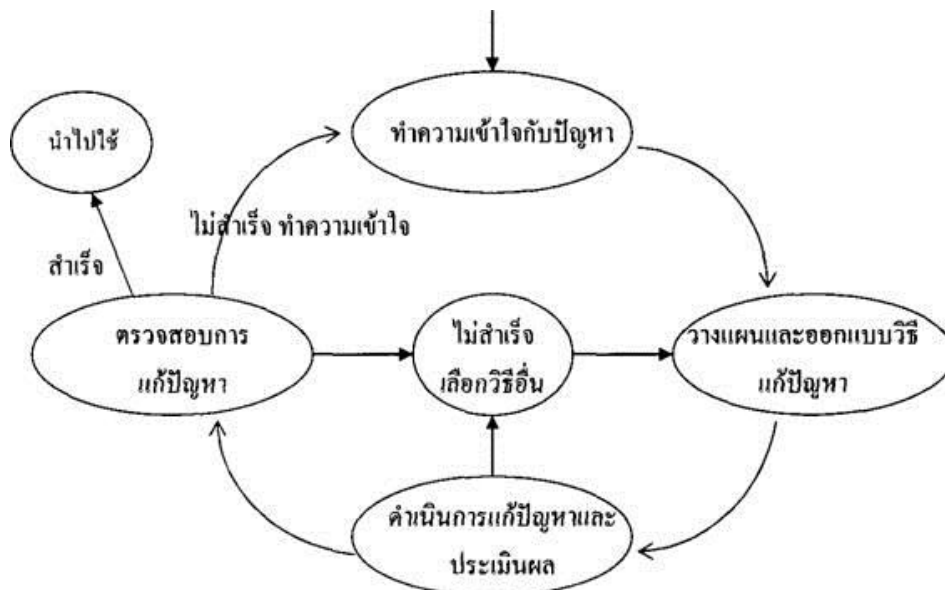 ทำความเข้าใจกับปัญหา
นำไปใช้
ไม่สำเร็จ ทำความเข้าใจ
สำเร็จ
ตรวจสอบการ
แก้ปัญหา
ไม่สำเร็จ
เลือกวิธีอื่น
วางแผนและออกแบบวิธี
แก้ปัญหา
ดำเนินการแก้ปัญหาและ
ประเมินผล